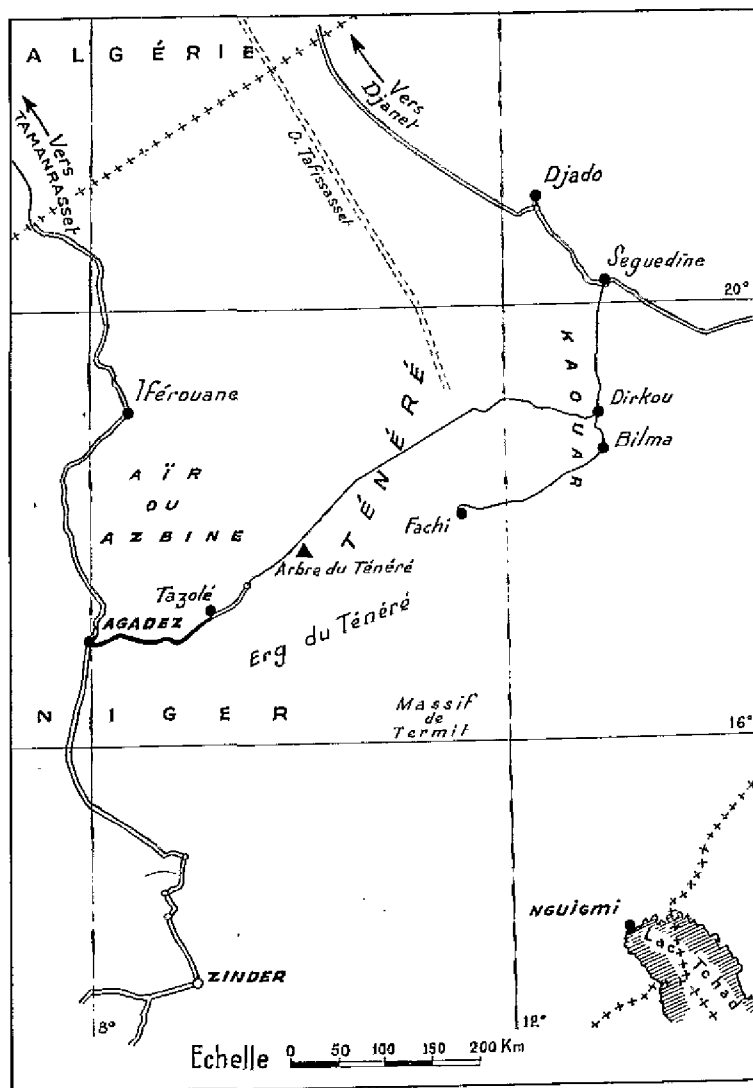 ALGÉRIE
Vers
TAMANRASSET
O. Tafissasset
Vers
Djanet
Djado
Seguedine
20°
KAOUAR
Iférouane
TÉNÉRÉ
Dirkou
Bilma
AÏR
OU
AZBINE
Fachi
Arbre du Ténéré
Tazolé
AGADEZ
Erg du Ténéré
NIGER
Massif
de
Termit
16°
NGUIGMI
Lac Tchad
ZINDER
8°
12°
Echelle 0 50 100 150 200 Km